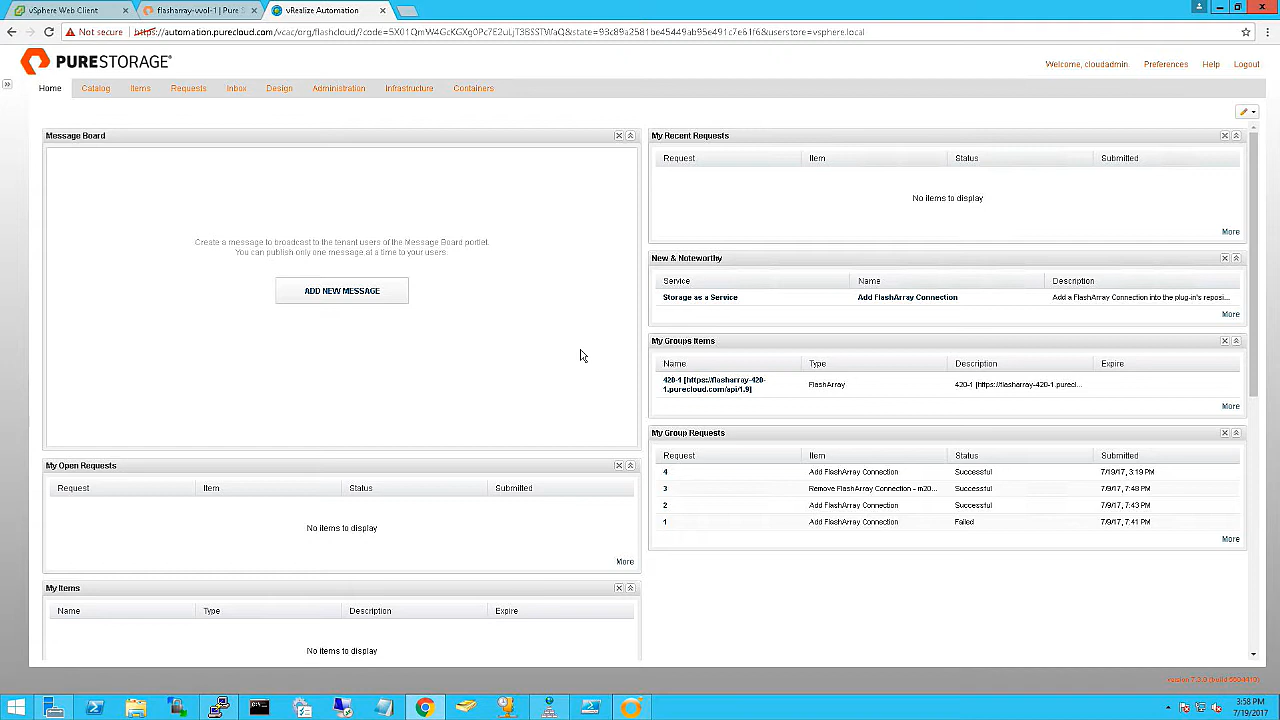 vSphere Web Client
flasharray-vvol-1 | Pure S
vRealize Automation
Not secure
automation.purecloud.com/vcac/org/flashcloud/
&userstore=vsphere.local
PURESTORAGE®
Welcome, cloudadmin.
Preferences
Help
Logout
Home
Catalog
Items
Requests
Inbox
Design
Administration
Infrastructure
Containers
Message Board
Create a message to broadcast to the tenant users of the Message Board portlet.
You can publish only one message at a time to your users.
ADD NEW MESSAGE
My Open Requests
Request Item Status Submitted
No items to display
More
My Items
Name Type Description Expire
No items to display
My Recent Requests
Request Item Status Submitted
No items to display
More
New & Noteworthy
Service Name Description
Storage as a Service Add FlashArray Connection Add a FlashArray Connection into the plug-in's reposi...
More
My Groups Items
Name Type Description Expire
420-1 [https://flasharray-420-
1.purecloud.com/api/1.9] FlashArray 420-1 [https://flasharray-420-1.purecl...
More
My Group Requests
Request Item Status Submitted
4 Add FlashArray Connection Successful 7/19/17, 3:19 PM
3 Remove FlashArray Connection - m20... Successful 7/9/17, 7:48 PM
2 Add FlashArray Connection Successful 7/9/17, 7:43 PM
1 Add FlashArray Connection Failed 7/9/17, 7:41 PM
More
3:58 PM
7/19/2017